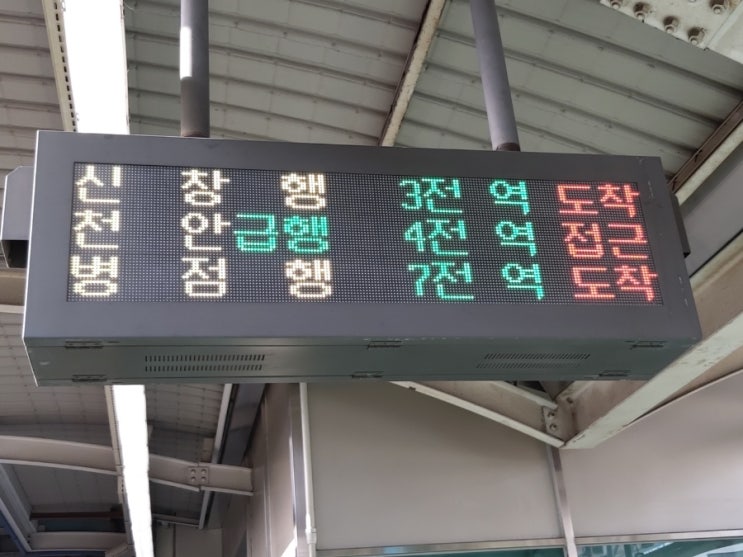 신 창 행 3전 역 도착
천 안급행 4전 역 접근
병 점 행 7전 역 도착